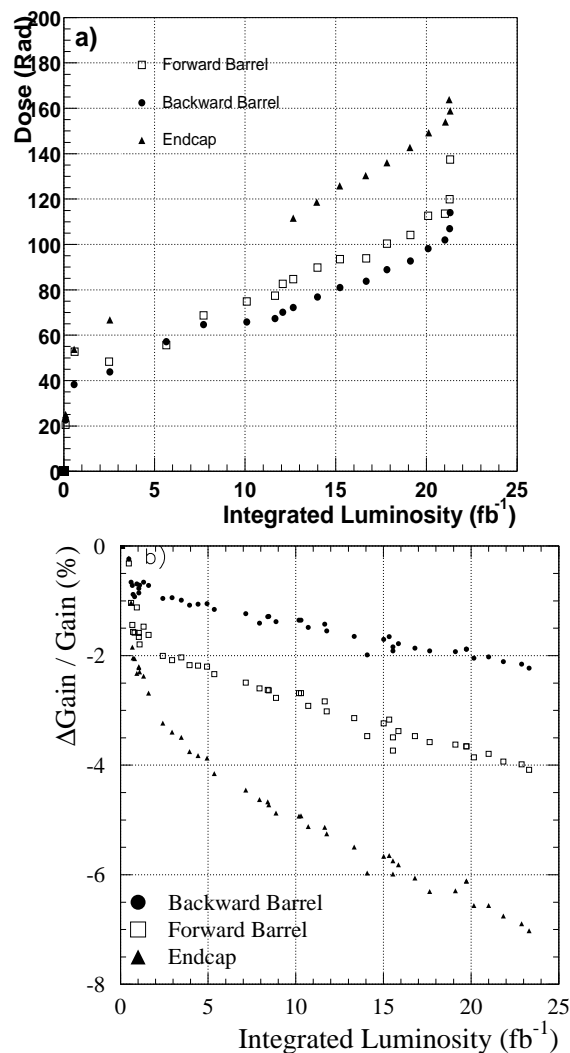 a)
Dose (Rad)
200
180
160
140
120
100
80
60
40
20
0
Forward Barrel
Backward Barrel
Endcap
0 5 10 15 20 25
Integrated Luminosity (fb⁻¹)
b)
ΔGain / Gain (%)
0
-2
-4
-6
-8
Backward Barrel
Forward Barrel
Endcap
0 5 10 15 20 25
Integrated Luminosity (fb⁻¹)